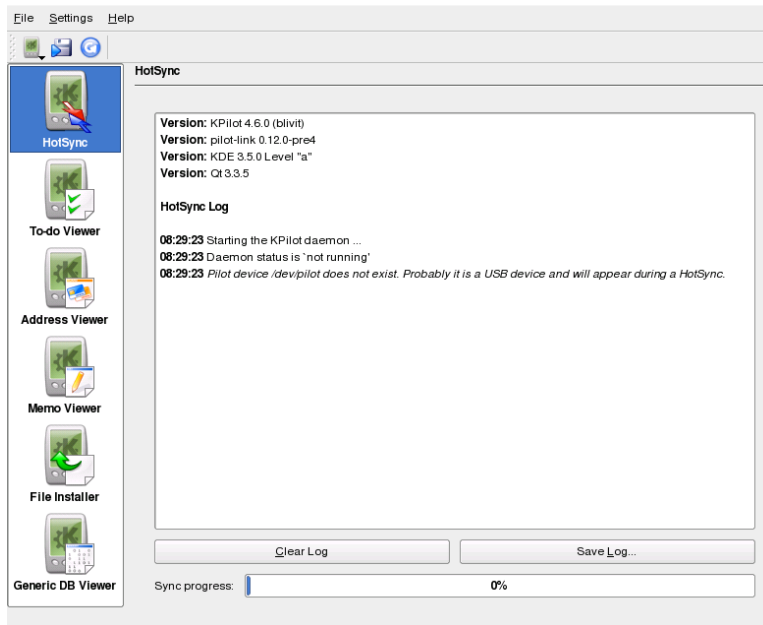 File Settings Help
HotSync
HotSync
To-do Viewer
Address Viewer
Memo Viewer
File Installer
Generic DB Viewer
Version: KPilot 4.6.0 (blivit)
Version: pilot-link 0.12.0-pre4
Version: KDE 3.5.0 Level "a"
Version: Qt 3.3.5
HotSync Log
08:29:23 Starting the KPilot daemon ...
08:29:23 Daemon status is `not running'
08:29:23 Pilot device /dev/pilot does not exist. Probably it is a USB device and will appear during a HotSync.
Clear Log Save Log...
Sync progress: 0%